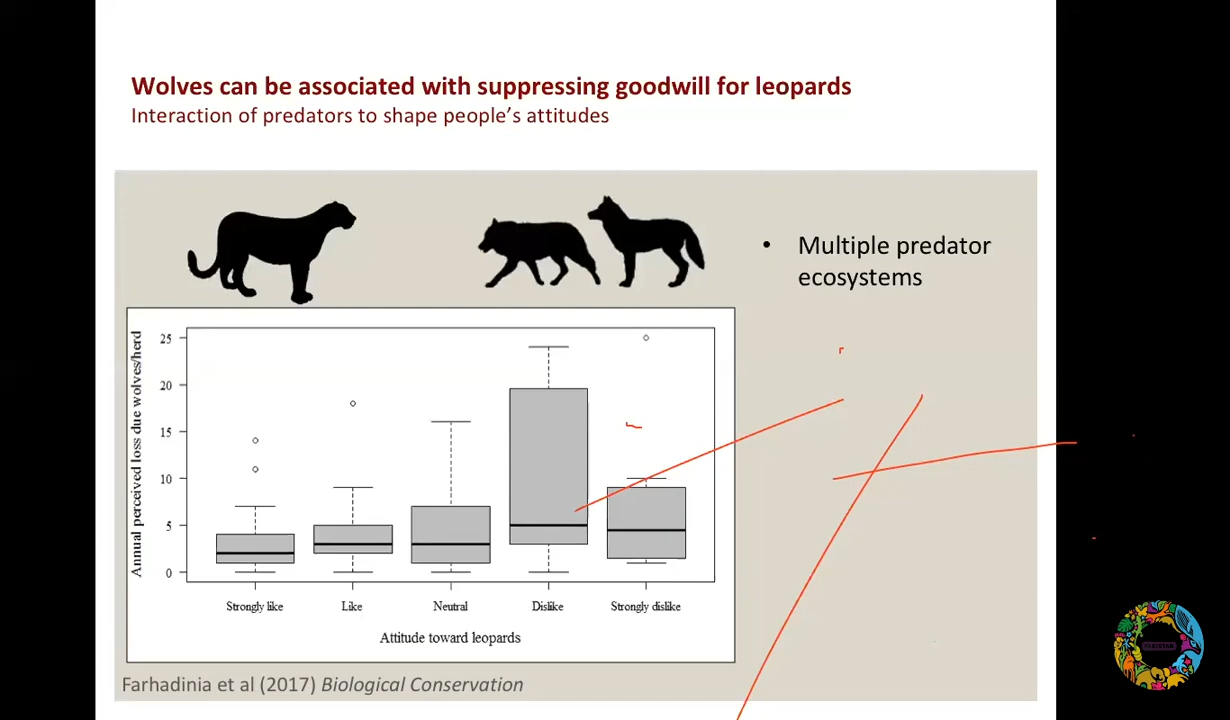 Wolves can be associated with suppressing goodwill for leopards
Interaction of predators to shape people's attitudes
• Multiple predator
ecosystems
Annual perceived loss due wolves/herd
25
20
15
10
5
0
Strongly like Like Neutral Dislike Strongly dislike
Attitude toward leopards
Farhadinia et al (2017) Biological Conservation
PAKISTAN